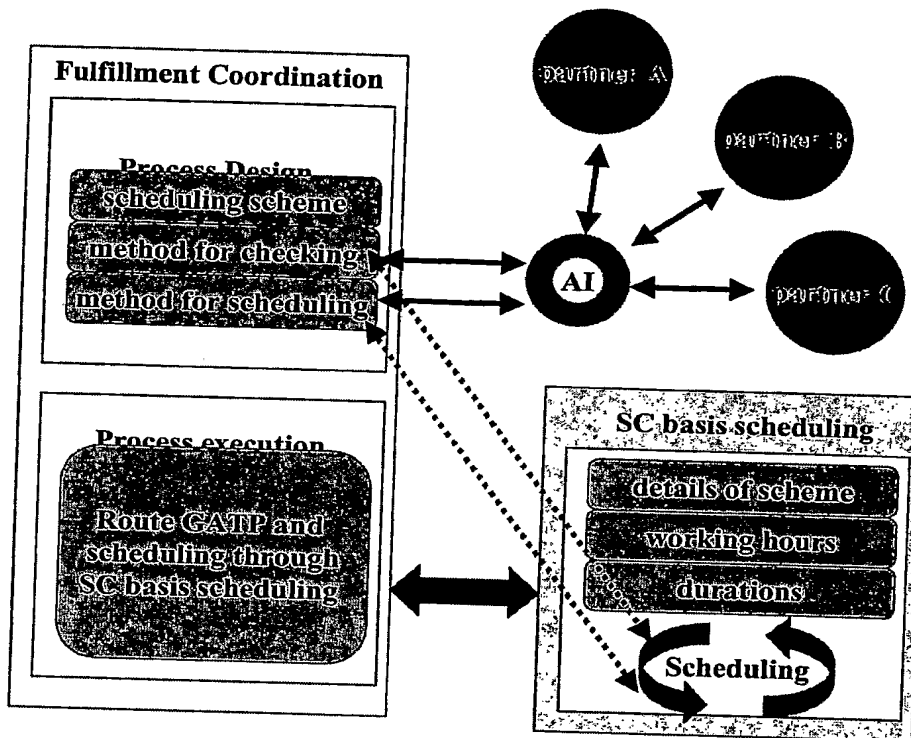 Fulfillment Coordination
Process Design
scheduling scheme
method for checking
method for scheduling
Process execution
Route GATP and
scheduling through
SC basis scheduling
partner A
partner B
partner C
AI
SC basis scheduling
details of scheme
working hours
durations
Scheduling